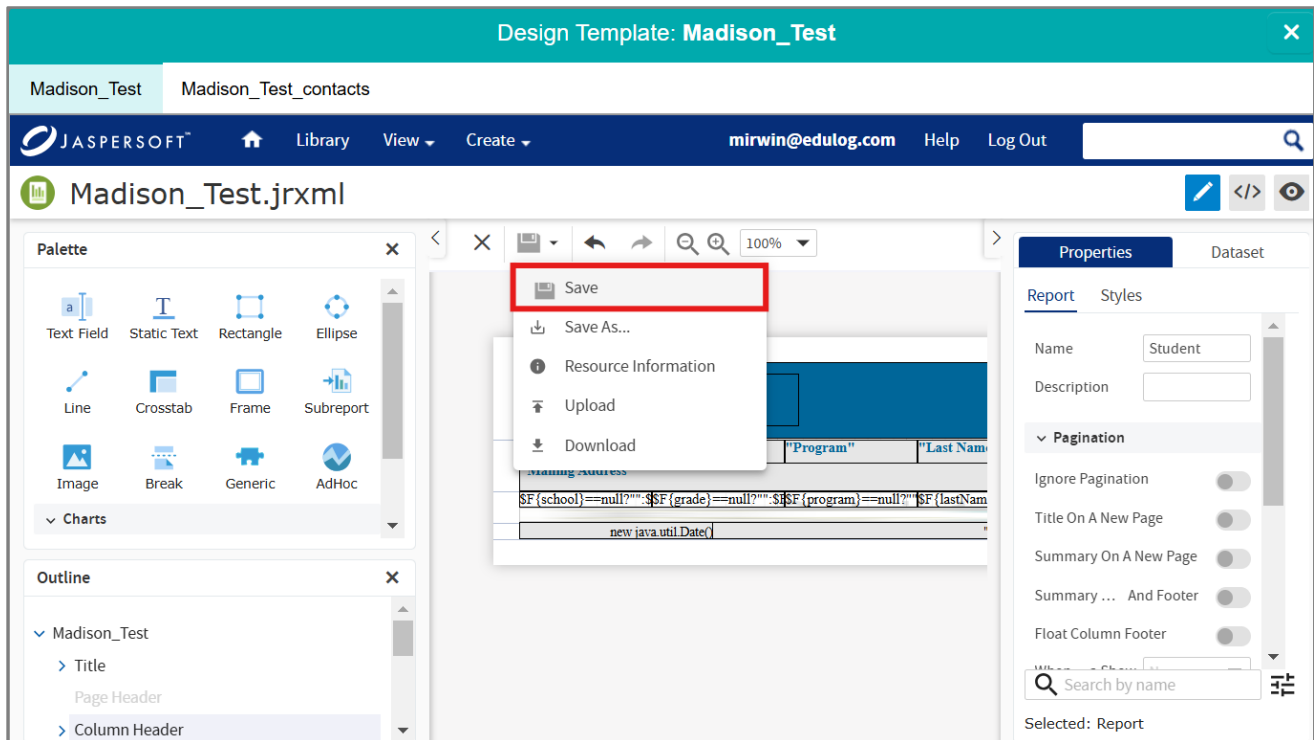 Design Template: Madison_Test
Madison_Test Madison_Test_contacts
JASPERSOFT™ Library View Create mirwin@edulog.com Help Log Out
Madison_Test.jrxml </>
Palette
a Text Field
T Static Text
Rectangle
Ellipse
Line
Crosstab
Frame
Subreport
Image
Break
Generic
AdHoc
Charts
Outline
Madison_Test
Title
Page Header
Column Header
100%
Save
Save As...
Resource Information
Upload
Download
"Program" "Last Nam
Mailing Address
$F{school}==null?"":$ $F{grade}==null?"":$F $F{program}==null?"" $F{lastNam
new java.util.Date() "
Properties Dataset
Report Styles
Name Student
Description
Pagination
Ignore Pagination
Title On A New Page
Summary On A New Page
Summary … And Footer
Float Column Footer
Search by name
Selected: Report